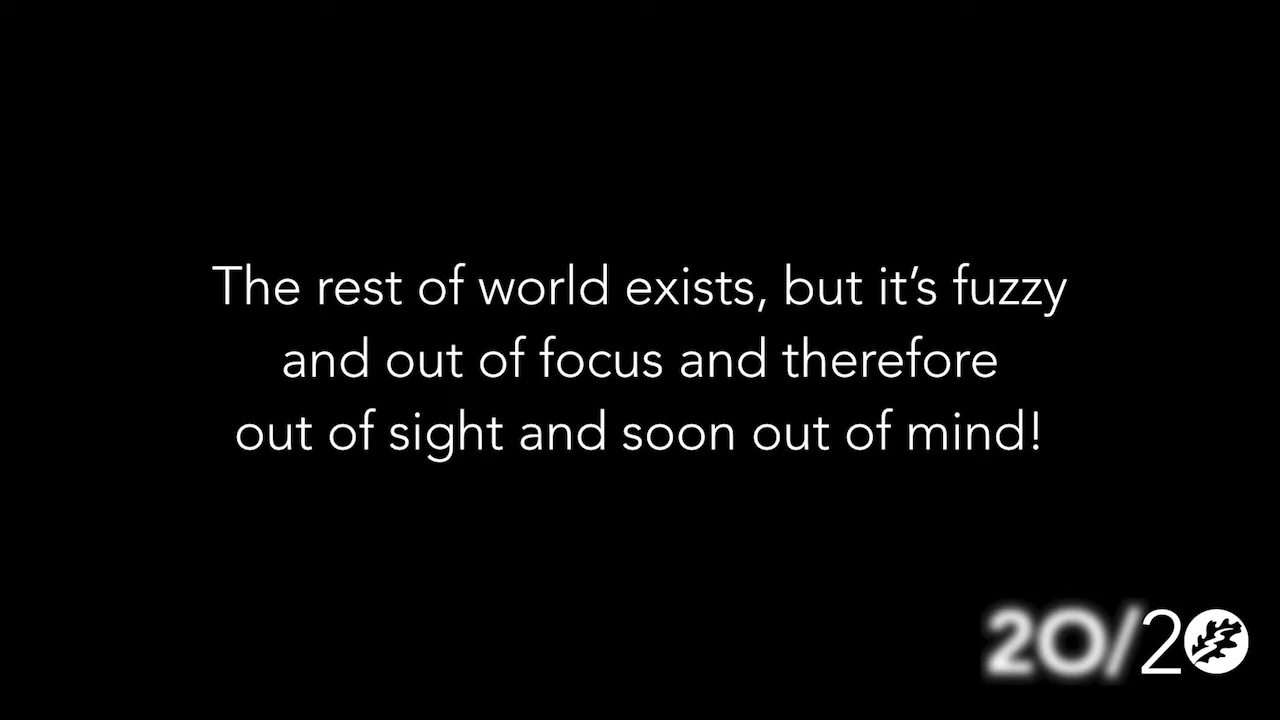 The rest of world exists, but it’s fuzzy
and out of focus and therefore
out of sight and soon out of mind!
20/20